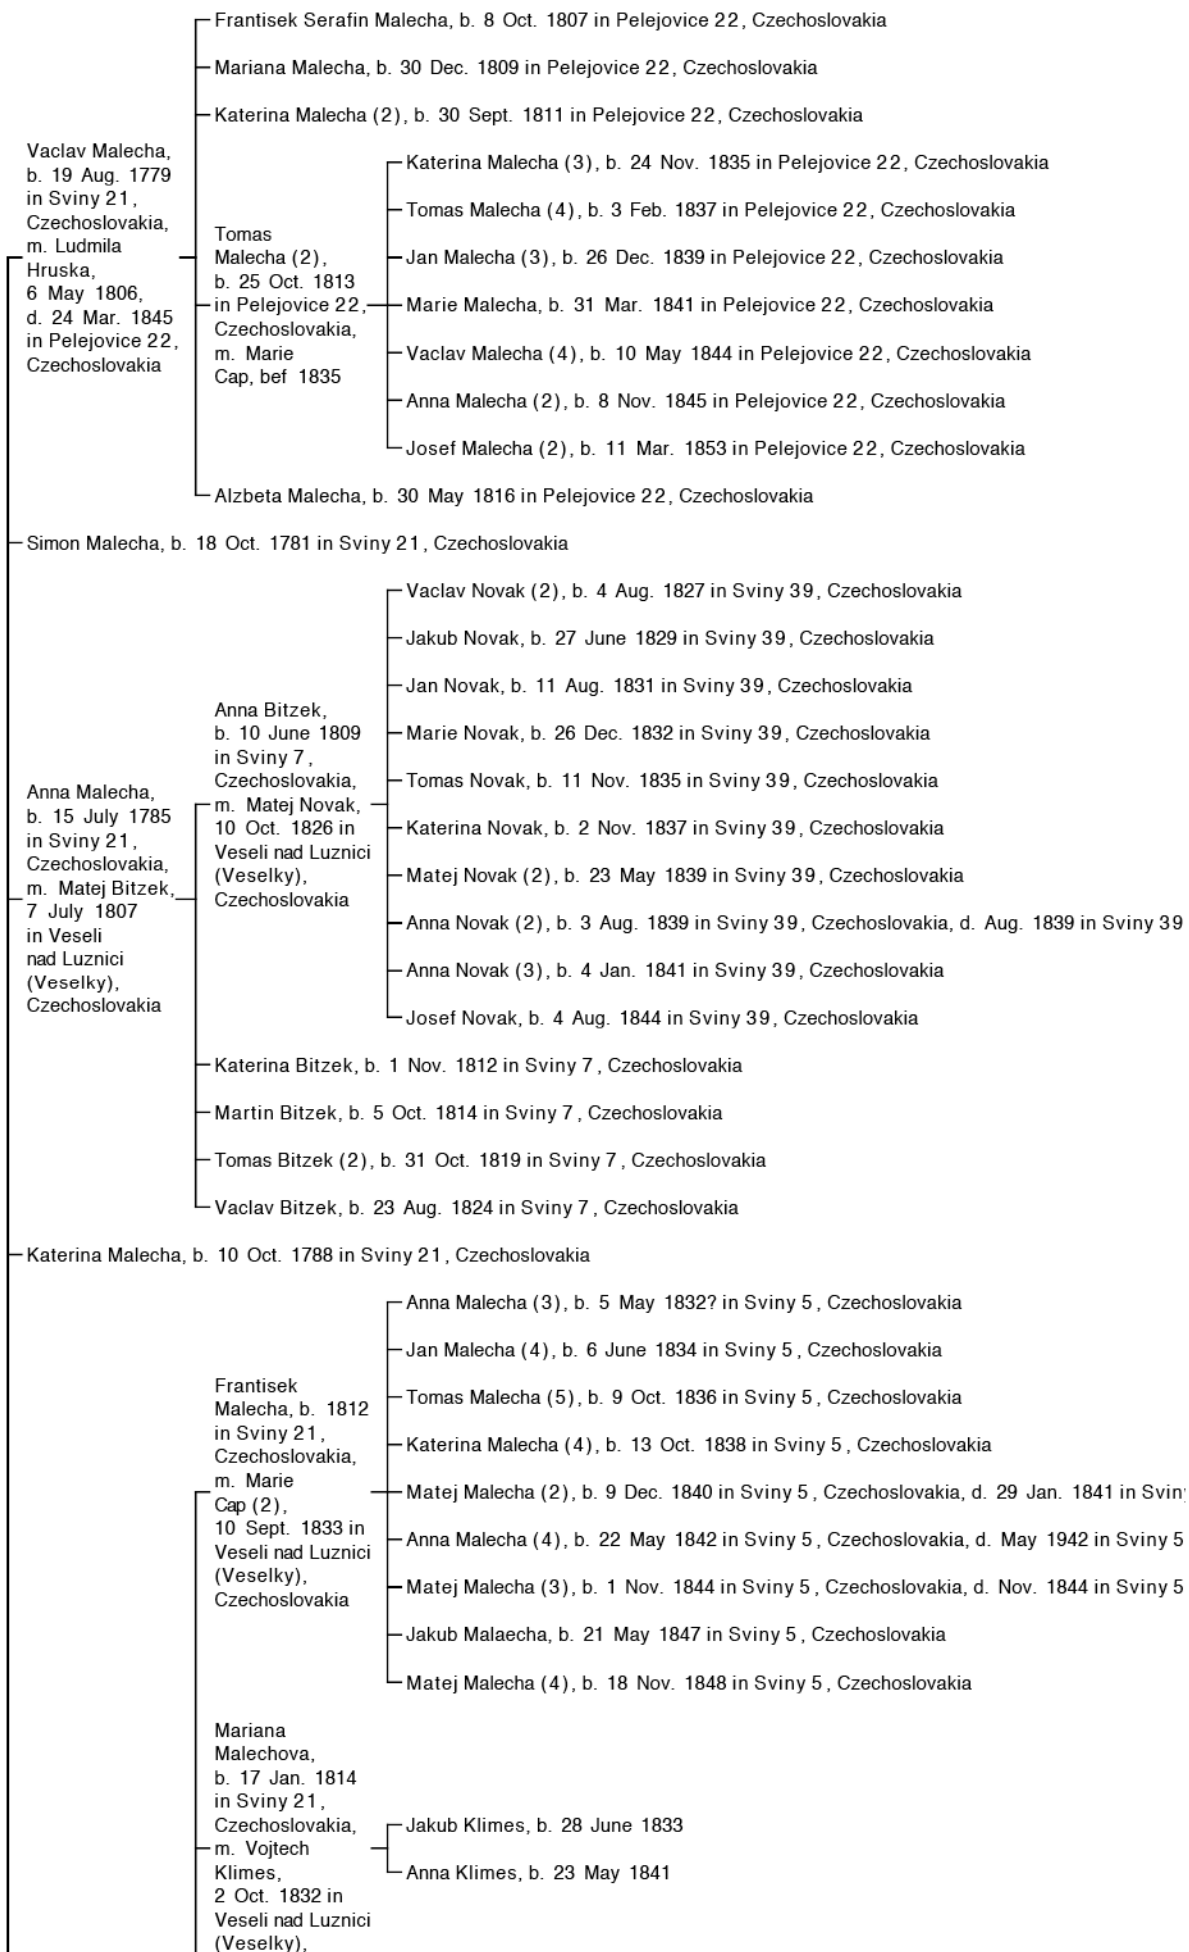 Frantisek Serafin Malecha, b. 8 Oct. 1807 in Pelejovice 22, Czechoslovakia
Mariana Malecha, b. 30 Dec. 1809 in Pelejovice 22, Czechoslovakia
Katerina Malecha (2), b. 30 Sept. 1811 in Pelejovice 22, Czechoslovakia
Vaclav Malecha,
b. 19 Aug. 1779
in Sviny 21,
Czechoslovakia,
m. Ludmila
Hruska,
6 May 1806,
d. 24 Mar. 1845
in Pelejovice 22,
Czechoslovakia
Tomas
Malecha (2),
b. 25 Oct. 1813
in Pelejovice 22,
Czechoslovakia,
m. Marie
Cap, bef 1835
Katerina Malecha (3), b. 24 Nov. 1835 in Pelejovice 22, Czechoslovakia
Tomas Malecha (4), b. 3 Feb. 1837 in Pelejovice 22, Czechoslovakia
Jan Malecha (3), b. 26 Dec. 1839 in Pelejovice 22, Czechoslovakia
Marie Malecha, b. 31 Mar. 1841 in Pelejovice 22, Czechoslovakia
Vaclav Malecha (4), b. 10 May 1844 in Pelejovice 22, Czechoslovakia
Anna Malecha (2), b. 8 Nov. 1845 in Pelejovice 22, Czechoslovakia
Josef Malecha (2), b. 11 Mar. 1853 in Pelejovice 22, Czechoslovakia
Alzbeta Malecha, b. 30 May 1816 in Pelejovice 22, Czechoslovakia
Simon Malecha, b. 18 Oct. 1781 in Sviny 21, Czechoslovakia
Anna Malecha,
b. 15 July 1785
in Sviny 21,
Czechoslovakia,
m. Matej Bitzek,
7 July 1807
in Veseli
nad Luznici
(Veselky),
Czechoslovakia
Anna Bitzek,
b. 10 June 1809
in Sviny 7,
Czechoslovakia,
m. Matej Novak,
10 Oct. 1826 in
Veseli nad Luznici
(Veselky),
Czechoslovakia
Vaclav Novak (2), b. 4 Aug. 1827 in Sviny 39, Czechoslovakia
Jakub Novak, b. 27 June 1829 in Sviny 39, Czechoslovakia
Jan Novak, b. 11 Aug. 1831 in Sviny 39, Czechoslovakia
Marie Novak, b. 26 Dec. 1832 in Sviny 39, Czechoslovakia
Tomas Novak, b. 11 Nov. 1835 in Sviny 39, Czechoslovakia
Katerina Novak, b. 2 Nov. 1837 in Sviny 39, Czechoslovakia
Matej Novak (2), b. 23 May 1839 in Sviny 39, Czechoslovakia
Anna Novak (2), b. 3 Aug. 1839 in Sviny 39, Czechoslovakia, d. Aug. 1839 in Sviny 39
Anna Novak (3), b. 4 Jan. 1841 in Sviny 39, Czechoslovakia
Josef Novak, b. 4 Aug. 1844 in Sviny 39, Czechoslovakia
Katerina Bitzek, b. 1 Nov. 1812 in Sviny 7, Czechoslovakia
Martin Bitzek, b. 5 Oct. 1814 in Sviny 7, Czechoslovakia
Tomas Bitzek (2), b. 31 Oct. 1819 in Sviny 7, Czechoslovakia
Vaclav Bitzek, b. 23 Aug. 1824 in Sviny 7, Czechoslovakia
Katerina Malecha, b. 10 Oct. 1788 in Sviny 21, Czechoslovakia
Frantisek
Malecha, b. 1812
in Sviny 21,
Czechoslovakia,
m. Marie
Cap (2),
10 Sept. 1833 in
Veseli nad Luznici
(Veselky),
Czechoslovakia
Anna Malecha (3), b. 5 May 1832? in Sviny 5, Czechoslovakia
Jan Malecha (4), b. 6 June 1834 in Sviny 5, Czechoslovakia
Tomas Malecha (5), b. 9 Oct. 1836 in Sviny 5, Czechoslovakia
Katerina Malecha (4), b. 13 Oct. 1838 in Sviny 5, Czechoslovakia
Matej Malecha (2), b. 9 Dec. 1840 in Sviny 5, Czechoslovakia, d. 29 Jan. 1841 in Sviny
Anna Malecha (4), b. 22 May 1842 in Sviny 5, Czechoslovakia, d. May 1942 in Sviny 5
Matej Malecha (3), b. 1 Nov. 1844 in Sviny 5, Czechoslovakia, d. Nov. 1844 in Sviny 5
Jakub Malaecha, b. 21 May 1847 in Sviny 5, Czechoslovakia
Matej Malecha (4), b. 18 Nov. 1848 in Sviny 5, Czechoslovakia
Mariana
Malechova,
b. 17 Jan. 1814
in Sviny 21,
Czechoslovakia,
m. Vojtech
Klimes,
2 Oct. 1832 in
Veseli nad Luznici
(Veselky),
Jakub Klimes, b. 28 June 1833
Anna Klimes, b. 23 May 1841